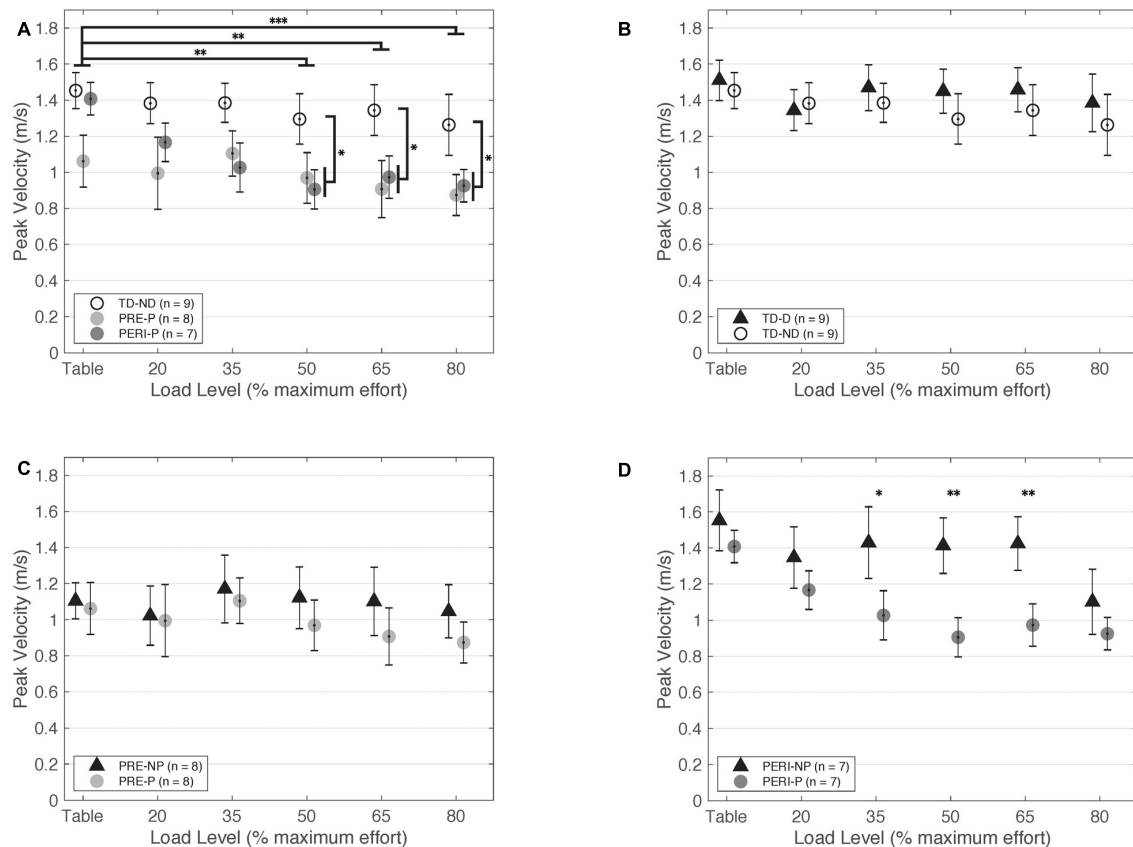 A
Peak Velocity (m/s)
1.8
1.6
1.4
1.2
1
0.8
0.6
0.4
0.2
0
***
**
**
*
*
*
TD-ND (n = 9)
PRE-P (n = 8)
PERI-P (n = 7)
Table 20 35 50 65 80
Load Level (% maximum effort)
B
Peak Velocity (m/s)
1.8
1.6
1.4
1.2
1
0.8
0.6
0.4
0.2
0
TD-D (n = 9)
TD-ND (n = 9)
Table 20 35 50 65 80
Load Level (% maximum effort)
C
Peak Velocity (m/s)
1.8
1.6
1.4
1.2
1
0.8
0.6
0.4
0.2
0
PRE-NP (n = 8)
PRE-P (n = 8)
Table 20 35 50 65 80
Load Level (% maximum effort)
D
Peak Velocity (m/s)
1.8
1.6
1.4
1.2
1
0.8
0.6
0.4
0.2
0
* ** **
PERI-NP (n = 7)
PERI-P (n = 7)
Table 20 35 50 65 80
Load Level (% maximum effort)